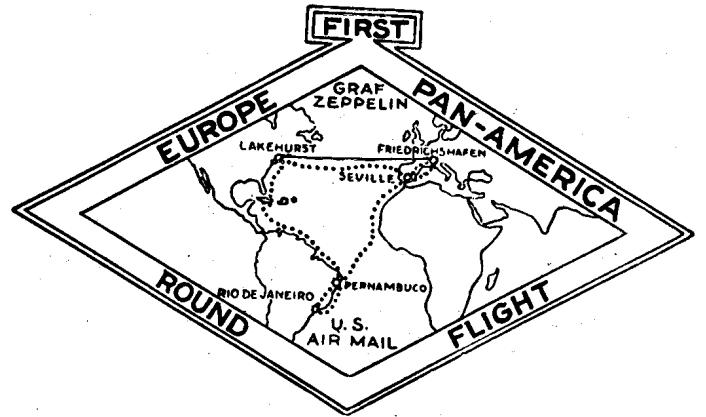 FIRST
EUROPE
PAN-AMERICA
GRAF
ZEPPELIN
LAKEHURST
FRIEDRICHSHAFEN
SEVILLE
RIO DE JANEIRO
PERNAMBUCO
U. S.
AIR MAIL
ROUND
FLIGHT